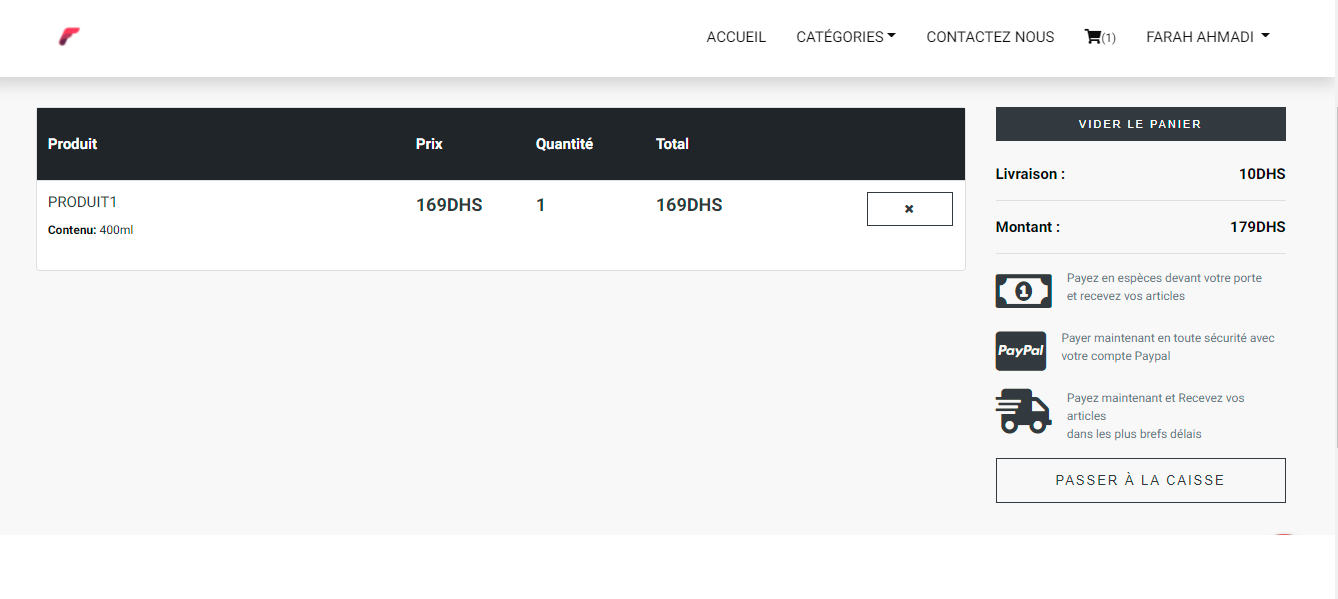 ACCUEIL CATÉGORIES CONTACTEZ NOUS (1) FARAH AHMADI
Produit Prix Quantité Total
PRODUIT1 169DHS 1 169DHS
Contenu: 400ml
VIDER LE PANIER
Livraison : 10DHS
Montant : 179DHS
1
Payez en espèces devant votre porte
et recevez vos articles
PayPal
Payer maintenant en toute sécurité avec
votre compte Paypal
Payez maintenant et Recevez vos
articles
dans les plus brefs délais
PASSER À LA CAISSE